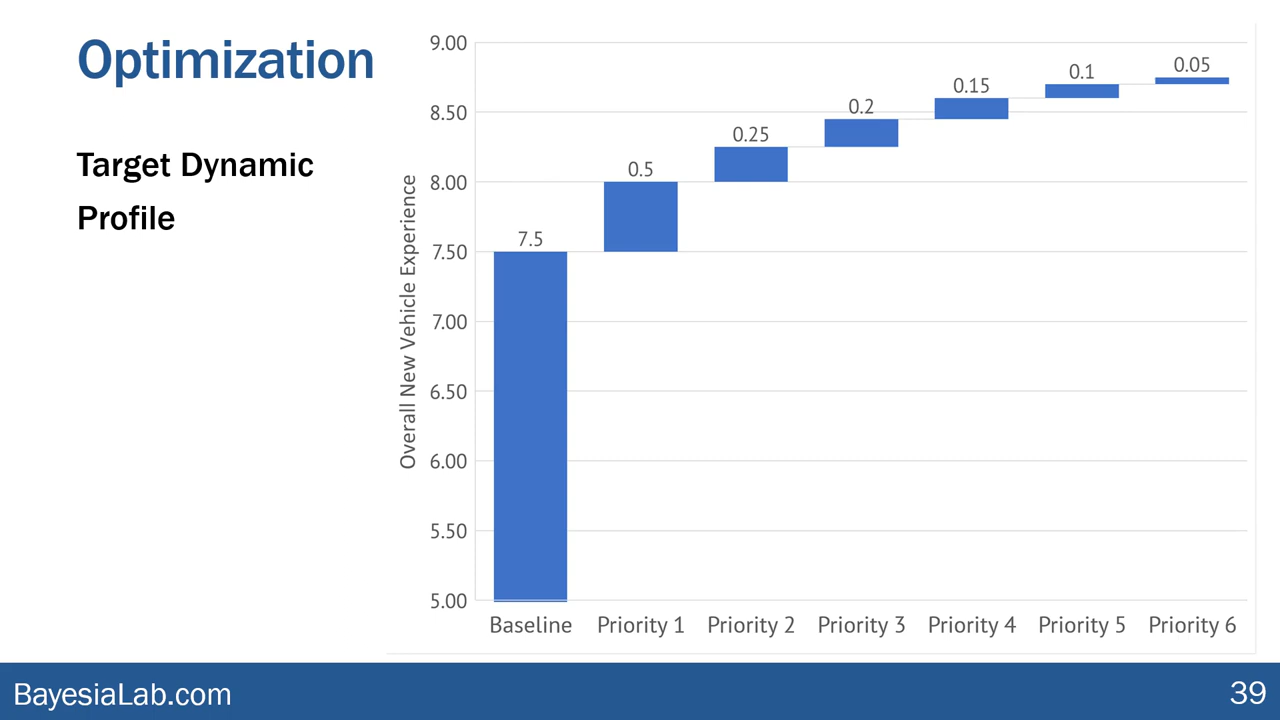 Optimization
Target Dynamic
Profile
Overall New Vehicle Experience
9.00
8.50
8.00
7.50
7.00
6.50
6.00
5.50
5.00
7.5
0.5
0.25
0.2
0.15
0.1
0.05
Baseline
Priority 1
Priority 2
Priority 3
Priority 4
Priority 5
Priority 6
BayesiaLab.com
39